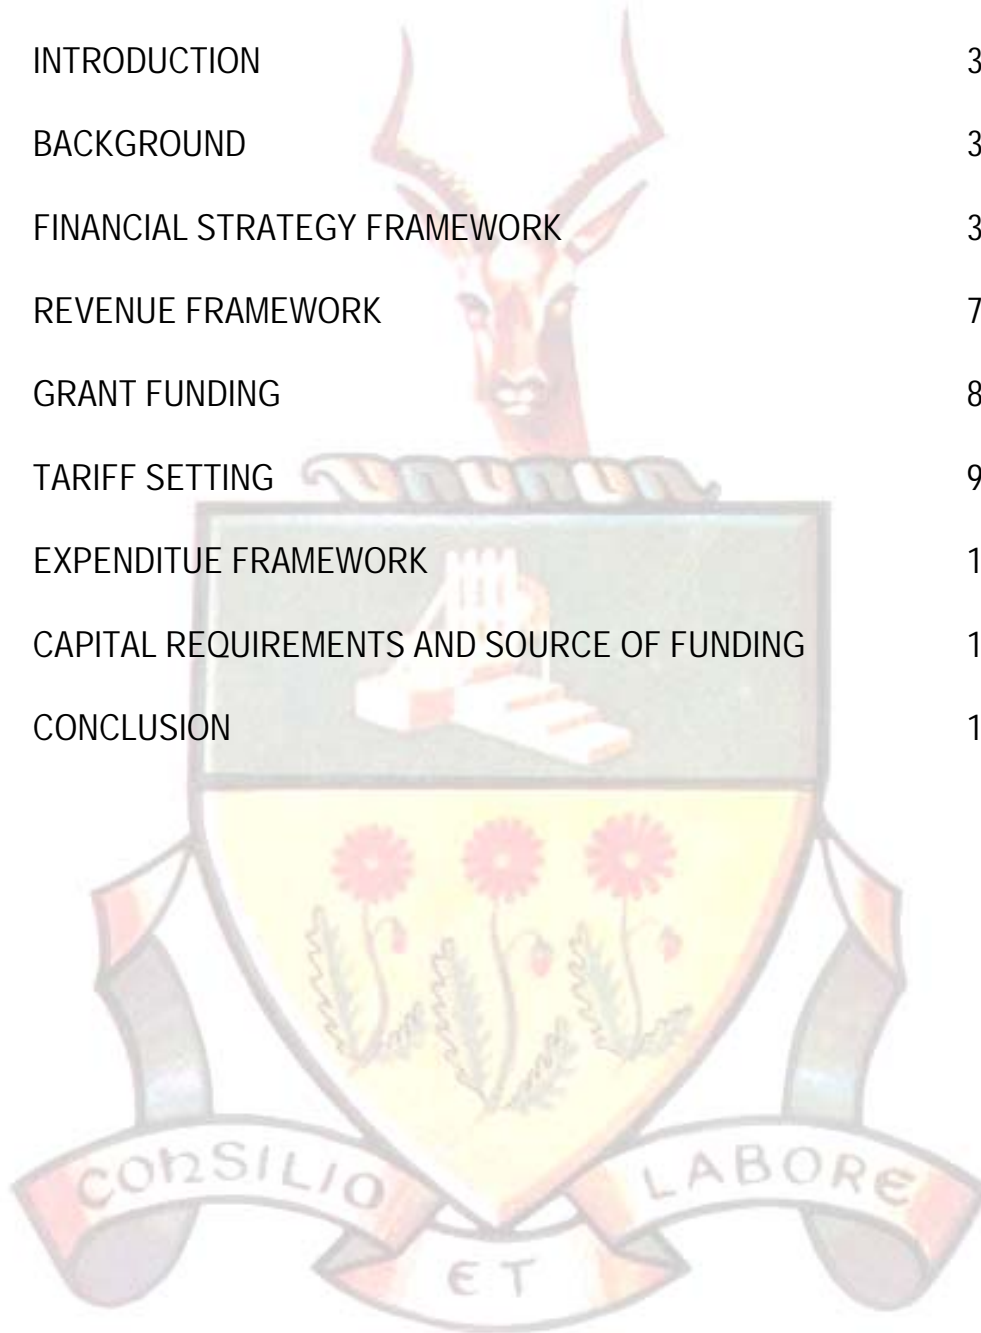 INTRODUCTION 3
BACKGROUND 3
FINANCIAL STRATEGY FRAMEWORK 3
REVENUE FRAMEWORK 7
GRANT FUNDING 8
TARIFF SETTING 9
EXPENDITUE FRAMEWORK 1
CAPITAL REQUIREMENTS AND SOURCE OF FUNDING 1
CONCLUSION 1
CONSILIO ET LABORE